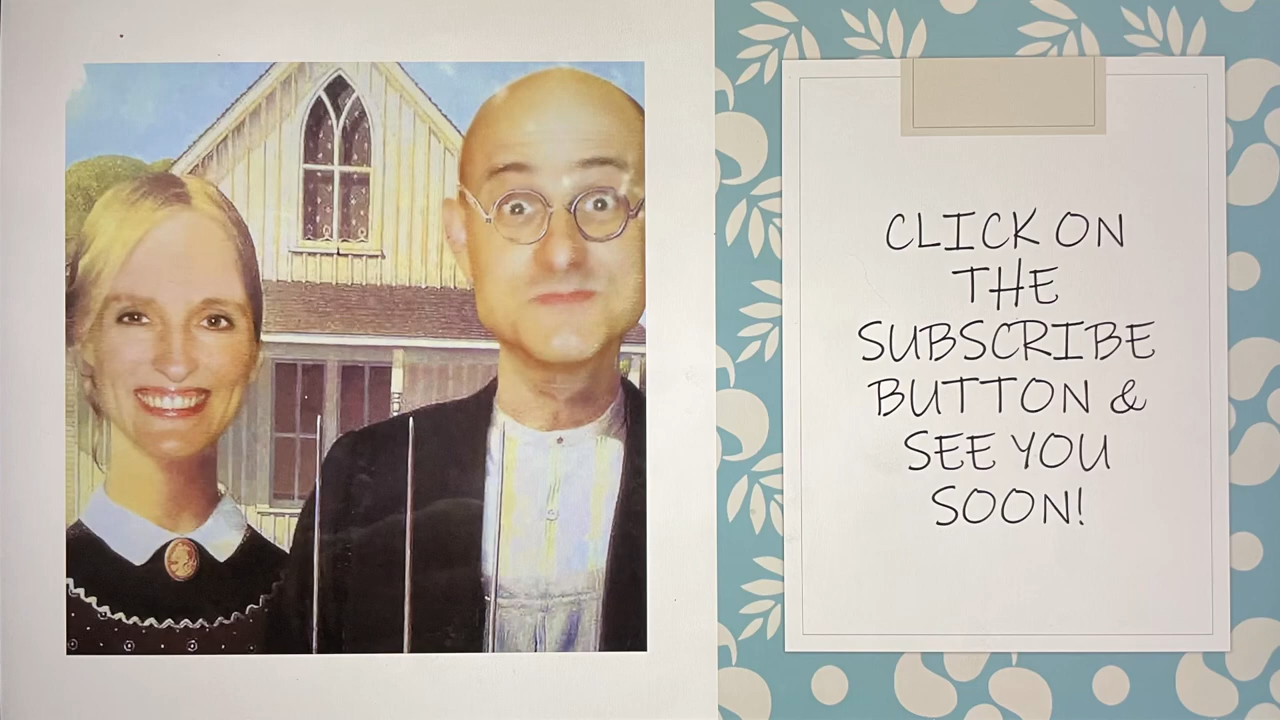 CLICK ON
THE
SUBSCRIBE
BUTTON &
SEE YOU
SOON!